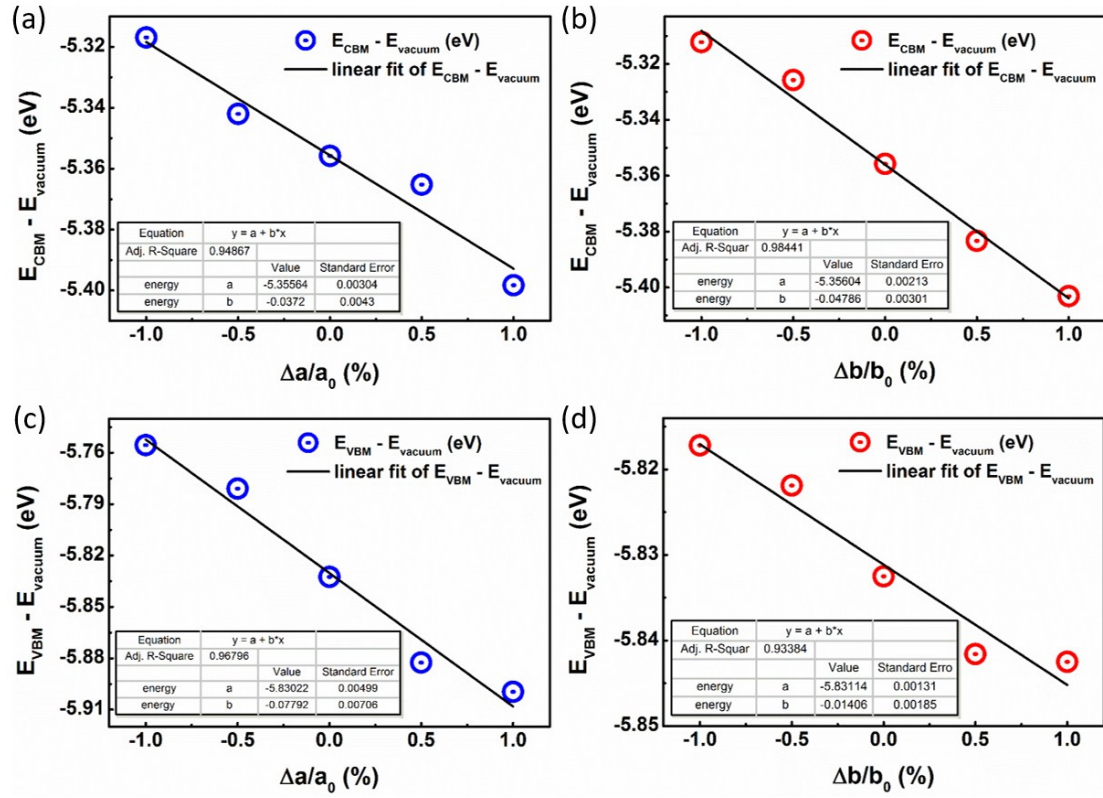 (a)
E_CBM - E_vacuum (eV)
-5.32
-5.34
-5.36
-5.38
-5.40
E_CBM - E_vacuum (eV)
linear fit of E_CBM - E_vacuum
Equation y = a + b*x
Adj. R-Square 0.94867
Value Standard Error
energy a -5.35564 0.00304
energy b -0.0372 0.0043
-1.0 -0.5 0.0 0.5 1.0
Δa/a_0 (%)
(b)
E_CBM - E_vacuum (eV)
-5.32
-5.34
-5.36
-5.38
-5.40
E_CBM - E_vacuum (eV)
linear fit of E_CBM - E_vacuum
Equation y = a + b*x
Adj. R-Squar 0.98441
Value Standard Erro
energy a -5.35604 0.00213
energy b -0.04786 0.00301
-1.0 -0.5 0.0 0.5 1.0
Δb/b_0 (%)
(c)
E_VBM - E_vacuum (eV)
-5.76
-5.79
-5.82
-5.85
-5.88
-5.91
E_VBM - E_vacuum (eV)
linear fit of E_VBM - E_vacuum
Equation y = a + b*x
Adj. R-Square 0.96796
Value Standard Error
energy a -5.83022 0.00499
energy b -0.07792 0.00706
-1.0 -0.5 0.0 0.5 1.0
Δa/a_0 (%)
(d)
E_VBM - E_vacuum (eV)
-5.82
-5.83
-5.84
-5.85
E_VBM - E_vacuum (eV)
linear fit of E_VBM - E_vacuum
Equation y = a + b*x
Adj. R-Squar 0.93384
Value Standard Erro
energy a -5.83114 0.00131
energy b -0.01406 0.00185
-1.0 -0.5 0.0 0.5 1.0
Δb/b_0 (%)